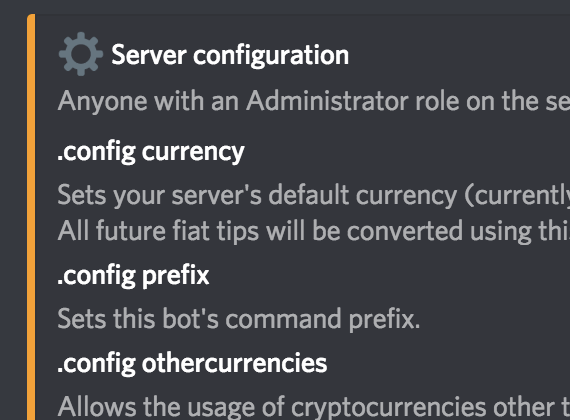 Server configuration
Anyone with an Administrator role on the se
.config currency
Sets your server's default currency (currently
All future fiat tips will be converted using
.config prefix
Sets this bot's command prefix.
.config othercurrencies
Allows the usage of cryptocurrencies other